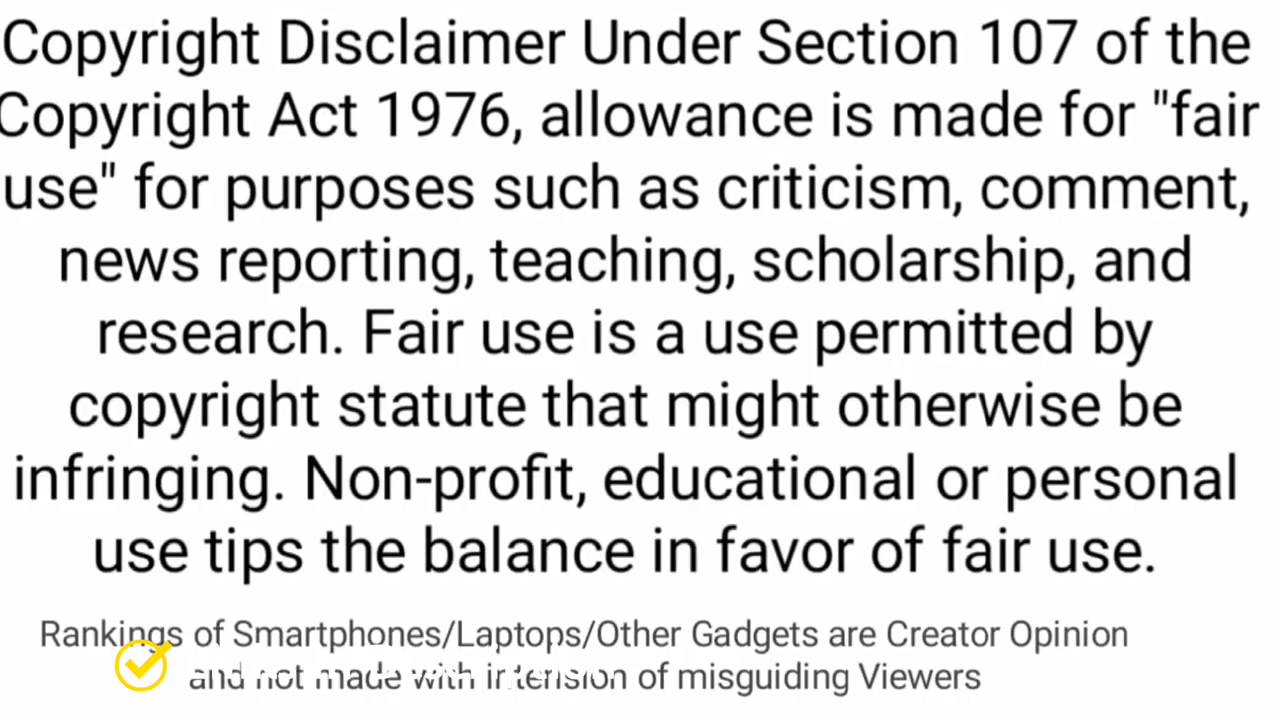 Copyright Disclaimer Under Section 107 of the
Copyright Act 1976, allowance is made for "fair
use" for purposes such as criticism, comment,
news reporting, teaching, scholarship, and
research. Fair use is a use permitted by
copyright statute that might otherwise be
infringing. Non-profit, educational or personal
use tips the balance in favor of fair use.
Rankings of Smartphones/Laptops/Other Gadgets are Creator Opinion
and not made with intension of misguiding Viewers